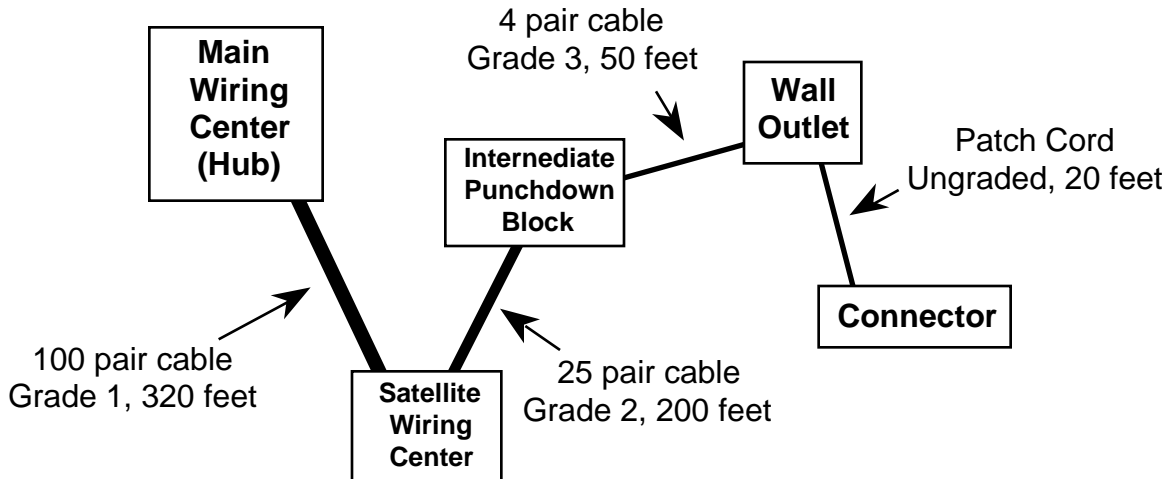 4 pair cable
Grade 3, 50 feet
Main
Wiring
Center
(Hub)
Wall
Outlet
Internediate
Punchdown
Block
Patch Cord
Ungraded, 20 feet
Connector
100 pair cable
Grade 1, 320 feet
25 pair cable
Grade 2, 200 feet
Satellite
Wiring
Center